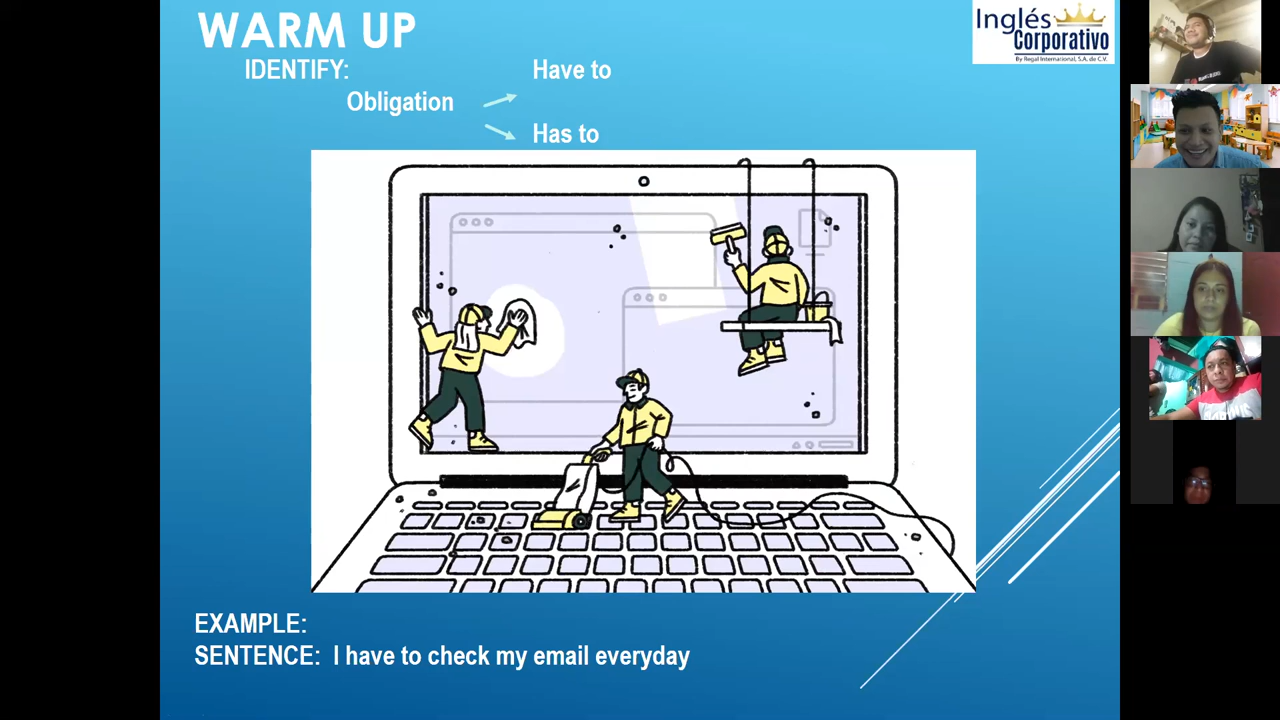 WARM UP
IDENTIFY:
Have to
Obligation
Has to
Inglés
Corporativo
By Regal International, S.A. de C.V.
EXAMPLE:
SENTENCE: I have to check my email everyday